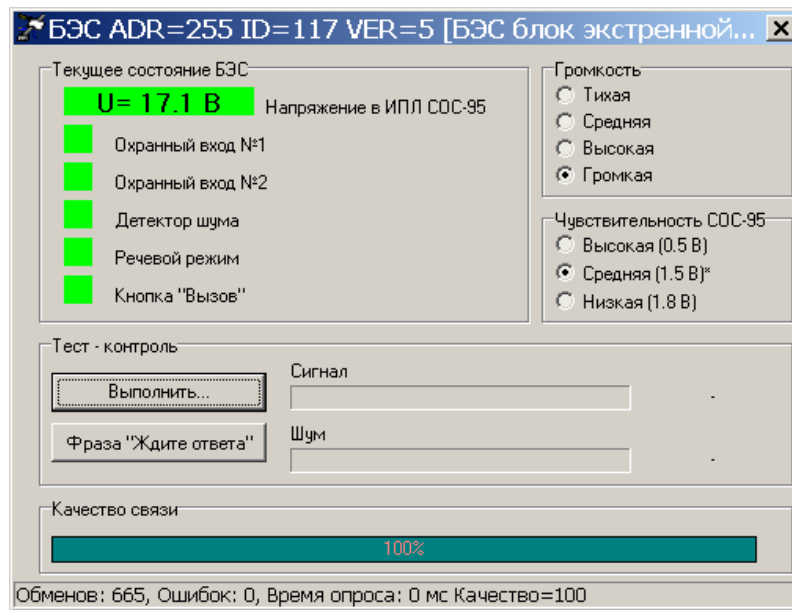 БЭС ADR=255 ID=117 VER=5 [БЭС блок экстренной...
Текущее состояние БЭС
U= 17.1 В Напряжение в ИПЛ СОС-95
Охранный вход №1
Охранный вход №2
Детектор шума
Речевой режим
Кнопка "Вызов"
Громкость
Тихая
Средняя
Высокая
Громкая
Чувствительность СОС-95
Высокая (0.5 В)
Средняя (1.5 В)*
Низкая (1.8 В)
Тест - контроль
Выполнить...
Фраза "Ждите ответа"
Сигнал
-
Шум
-
Качество связи
100%
Обменов: 665, Ошибок: 0, Время опроса: 0 мс Качество=100